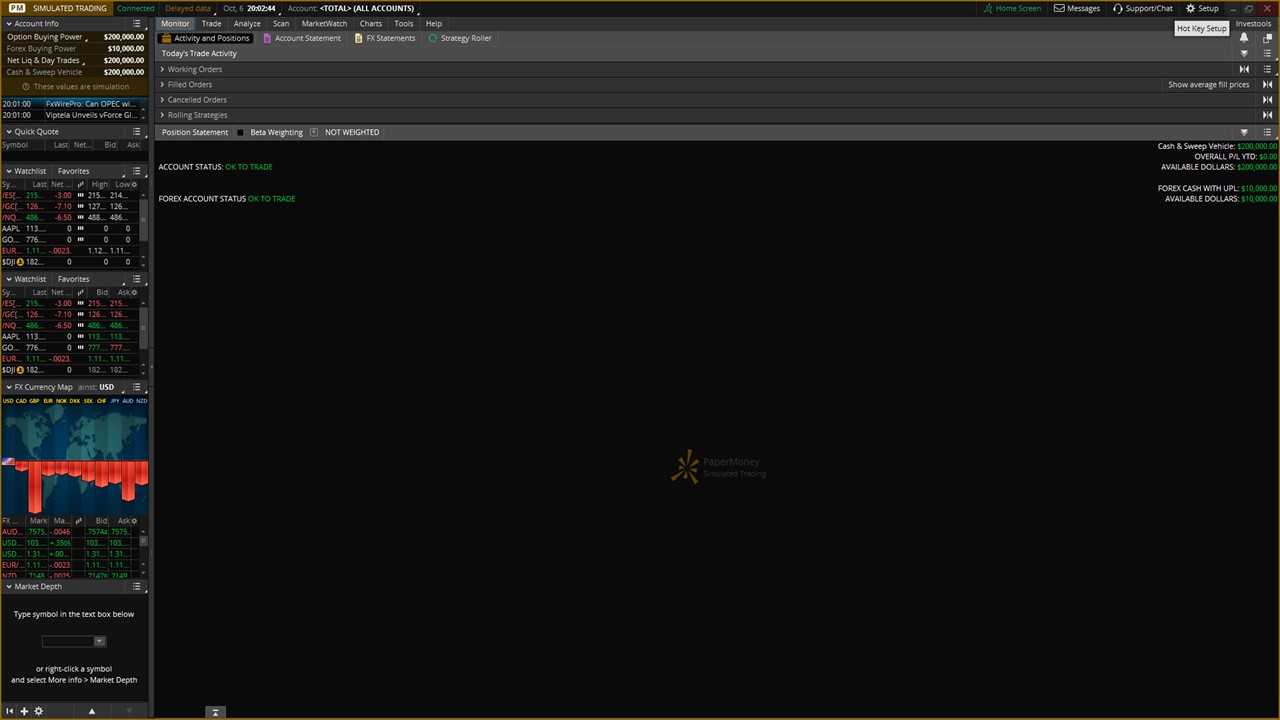 PM SIMULATED TRADING Connected Delayed data Oct, 6 20:02:44 Account: <TOTAL> (ALL ACCOUNTS) Home Screen Messages Support/Chat Setup
Account Info
Option Buying Power $200,000.00
Forex Buying Power $10,000.00
Net Liq & Day Trades $200,000.00
Cash & Sweep Vehicle $200,000.00
These values are simulation
20:01:00 FxWirePro: Can OPEC wi...
20:01:00 Viptela Unveils vForce Gl...
Quick Quote
Symbol Last Net... Bid Ask
Watchlist Favorites
Sy... Last Net ... High Low
/ES[... 215... -3.00 215... 214...
/GC[... 126... -7.10 127... 126...
/NQ... 486... -6.50 488... 486...
AAPL 113.... 0 0 0
GO... 776.... 0 0 0
EUR... 1.11... -.0023. 1.12... 1.11...
$DJI 182... 0 0 0
Watchlist Favorites
Sy... Last Net ... Bid Ask
/ES[... 215... -3.00 215... 215...
/GC[... 126... -7.10 126... 126...
/NQ... 486... -6.50 486... 486...
AAPL 113.... 0 113.... 113....
GO... 776.... 0 777.... 777....
EUR... 1.11... -.0023. 1.11... 1.11...
$DJI 182... 0 182... 182...
FX Currency Map ainst: USD
USD CAD GBP EUR NOK DKK SEK CHF JPY AUD NZD
FX ... Mark Ma... Bid Ask
AUD... .7575. -.0046 .7574 .7575.
USD... 103.... +.350 103.... 103....
USD... 1.31... +.00... 1.31... 1.31...
EUR/... 1.11... -.0023 1.11... 1.11...
NZD... .7148 -.0025 .7147 .7149
Market Depth
Type symbol in the text box below
or right-click a symbol
and select More info > Market Depth
Monitor Trade Analyze Scan MarketWatch Charts Tools Help
Hot Key Setup
Investools
Activity and Positions Account Statement FX Statements Strategy Roller
Today's Trade Activity
Working Orders
Filled Orders Show average fill prices
Cancelled Orders
Rolling Strategies
Position Statement Beta Weighting NOT WEIGHTED
Cash & Sweep Vehicle: $200,000.00
OVERALL P/L YTD: $0.00
ACCOUNT STATUS: OK TO TRADE AVAILABLE DOLLARS: $200,000.00
FOREX CASH WITH UPL: $10,000.00
FOREX ACCOUNT STATUS OK TO TRADE AVAILABLE DOLLARS: $10,000.00
PaperMoney
Simulated Trading